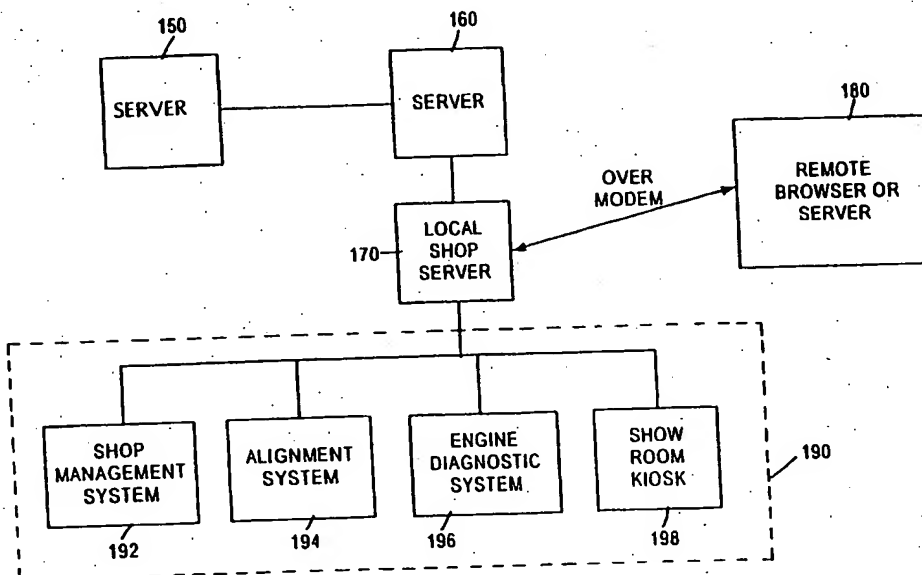 150
SERVER
160
SERVER
180
REMOTE
BROWSER OR
SERVER
OVER
MODEM
170
LOCAL
SHOP
SERVER
190
SHOP
MANAGEMENT
SYSTEM
192
ALIGNMENT
SYSTEM
194
ENGINE
DIAGNOSTIC
SYSTEM
196
SHOW
ROOM
KIOSK
198